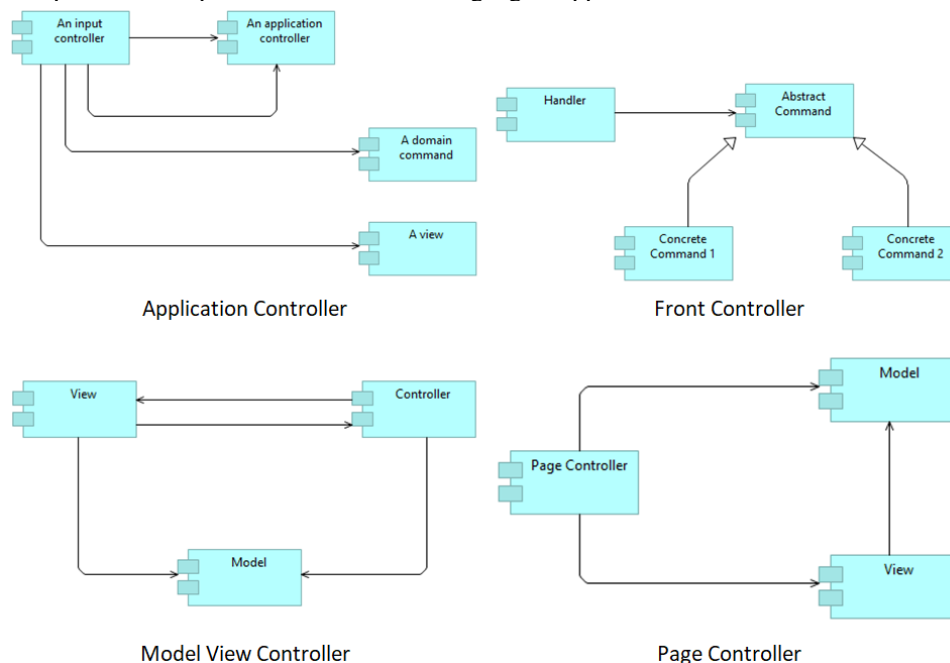 An input
controller
An application
controller
A domain
command
A view
Application Controller
Handler
Abstract
Command
Concrete
Command 1
Concrete
Command 2
Front Controller
View
Controller
Model
Model View Controller
Model
Page Controller
View
Page Controller